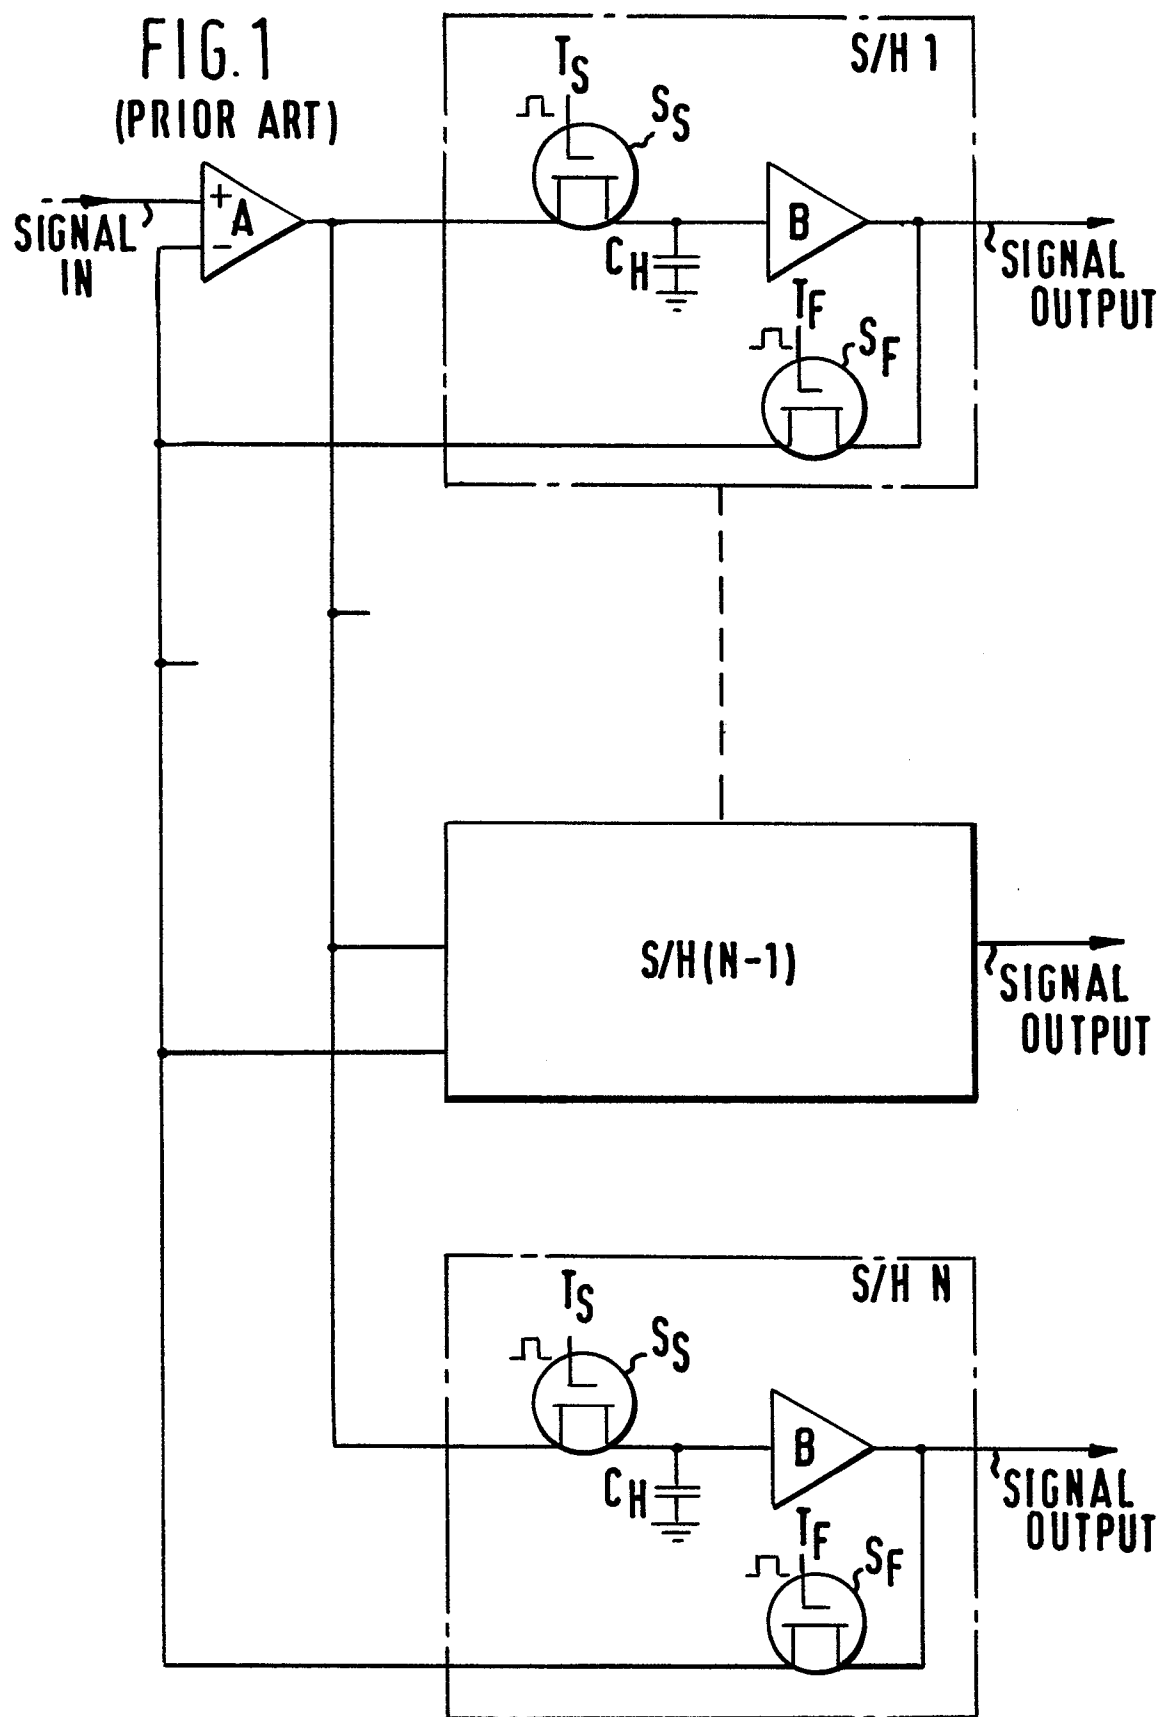 FIG. 1
(PRIOR ART)
S/H 1
TS
SS
+
A
-
SIGNAL
IN
CH
B
SIGNAL
OUTPUT
TF
SF
S/H(N-1)
SIGNAL
OUTPUT
S/H N
TS
SS
CH
B
SIGNAL
OUTPUT
TF
SF